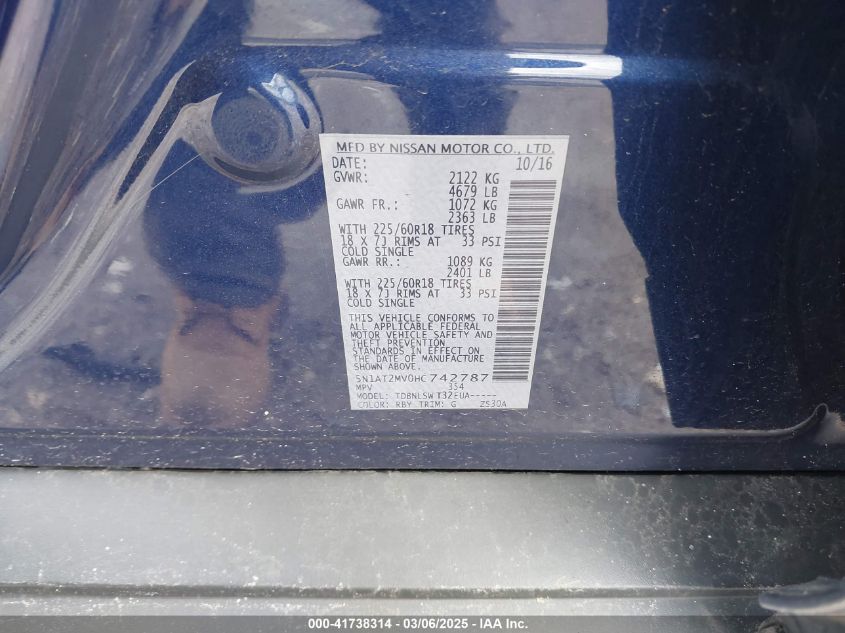 MFD BY NISSAN MOTOR CO., LTD.
DATE: 10/16
GVWR: 2122 KG
4679 LB
GAWR FR.: 1072 KG
2363 LB
WITH 225/60R18 TIRES
18 X 7J RIMS AT 33 PSI
COLD SINGLE
GAWR RR.: 1089 KG
2401 LB
WITH 225/60R18 TIRES
18 X 7J RIMS AT 33 PSI
COLD SINGLE
THIS VEHICLE CONFORMS TO
ALL APPLICABLE FEDERAL
MOTOR VEHICLE SAFETY AND
THEFT PREVENTION
STANDARDS IN EFFECT ON
THE DATE OF MANUFACTURE
SHOWN ABOVE.
5N1AT2MV0HC742787
MPV 354
MODEL: TDBNLSWT32EUA-----
COLOR: RBY TRIM: G 2S30A
000-41738314 - 03/06/2025 - IAAI Inc.